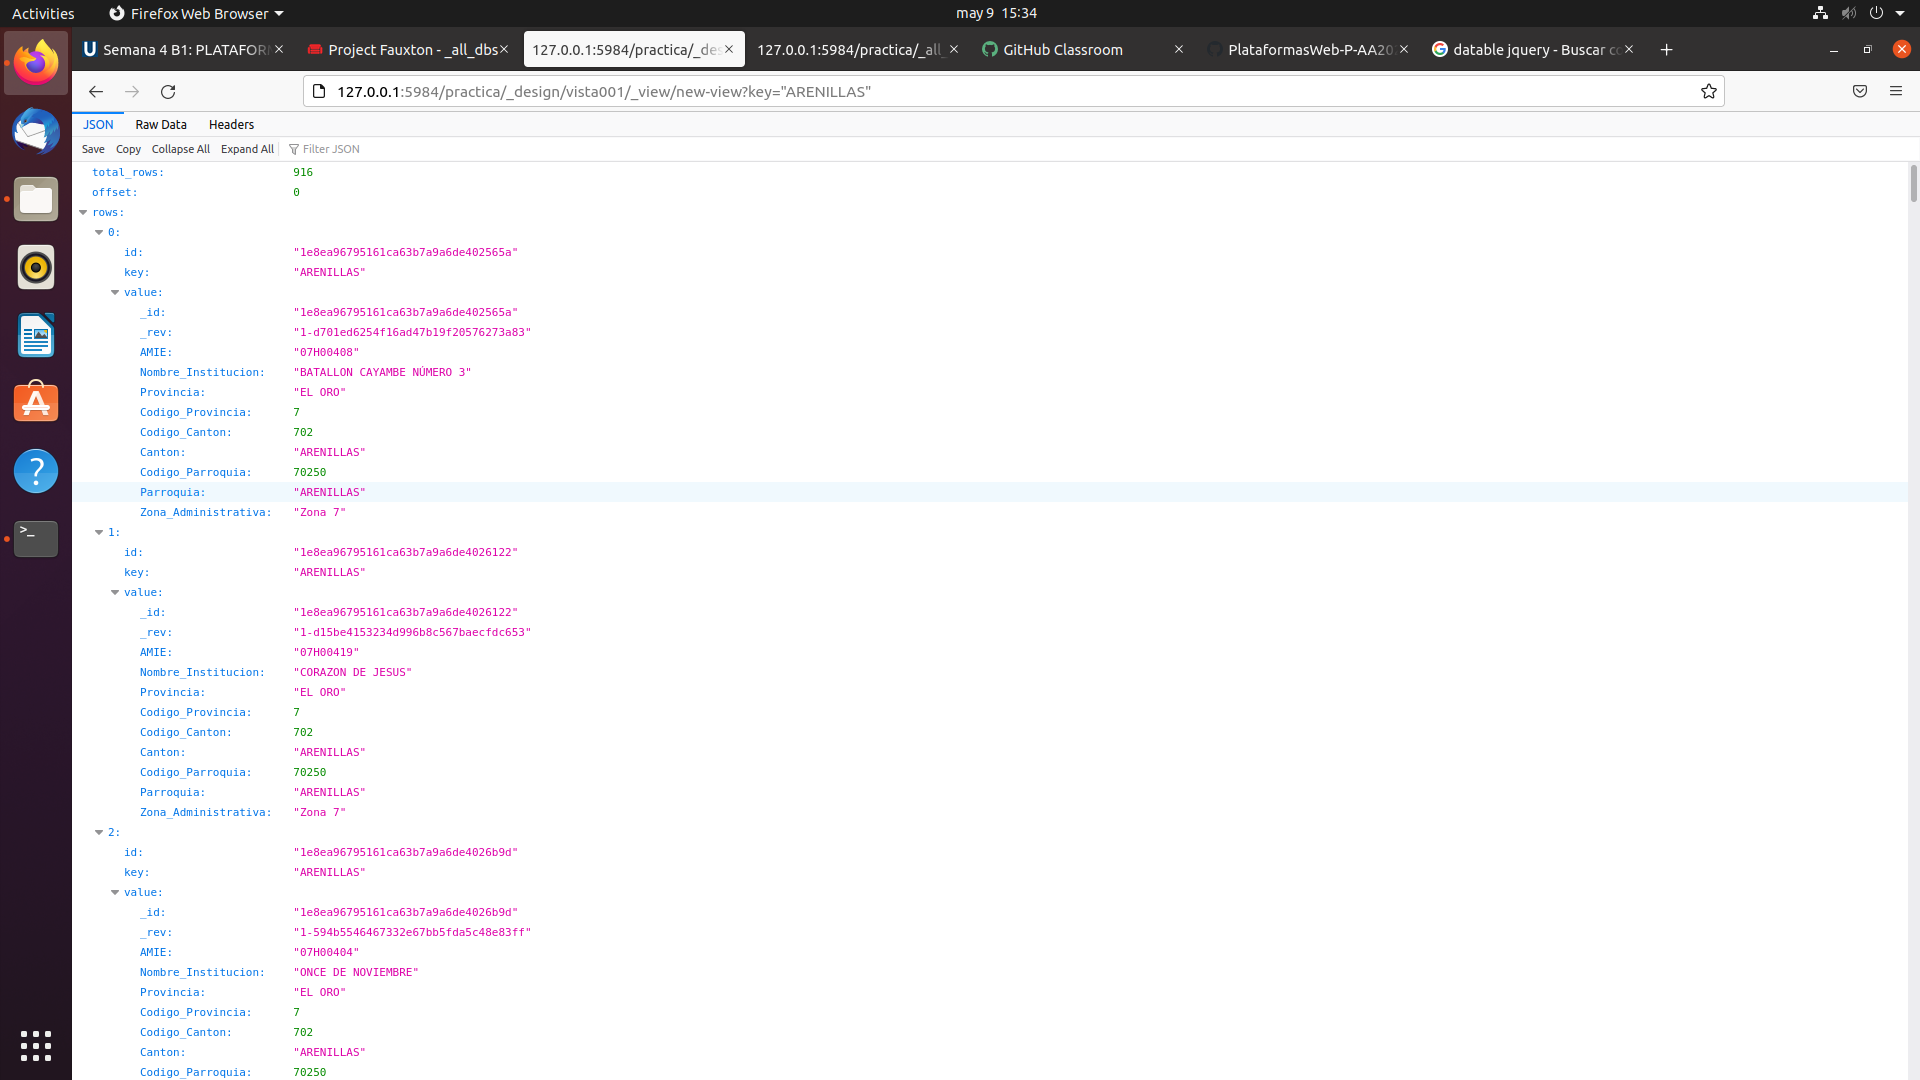 Activities
Firefox Web Browser
may 9 15:34
Semana 4 B1: PLATAFOR
Project Fauxton - _all_dbs
127.0.0.1:5984/practica/_des
127.0.0.1:5984/practica/_all_
GitHub Classroom
PlataformasWeb-P-AA202
datable jquery - Buscar co
127.0.0.1:5984/practica/_design/vista001/_view/new-view?key="ARENILLAS"
JSON
Raw Data
Headers
Save
Copy
Collapse All
Expand All
Filter JSON
total_rows: 916
offset: 0
rows:
0:
id: "1e8ea96795161ca63b7a9a6de402565a"
key: "ARENILLAS"
value:
_id: "1e8ea96795161ca63b7a9a6de402565a"
_rev: "1-d701ed6254f16ad47b19f20576273a83"
AMIE: "07H00408"
Nombre_Institucion: "BATALLON CAYAMBE NÚMERO 3"
Provincia: "EL ORO"
Codigo_Provincia: 7
Codigo_Canton: 702
Canton: "ARENILLAS"
Codigo_Parroquia: 70250
Parroquia: "ARENILLAS"
Zona_Administrativa: "Zona 7"
1:
id: "1e8ea96795161ca63b7a9a6de4026122"
key: "ARENILLAS"
value:
_id: "1e8ea96795161ca63b7a9a6de4026122"
_rev: "1-d15be4153234d996b8c567baecfdc653"
AMIE: "07H00419"
Nombre_Institucion: "CORAZON DE JESUS"
Provincia: "EL ORO"
Codigo_Provincia: 7
Codigo_Canton: 702
Canton: "ARENILLAS"
Codigo_Parroquia: 70250
Parroquia: "ARENILLAS"
Zona_Administrativa: "Zona 7"
2:
id: "1e8ea96795161ca63b7a9a6de4026b9d"
key: "ARENILLAS"
value:
_id: "1e8ea96795161ca63b7a9a6de4026b9d"
_rev: "1-594b5546467332e67bb5fda5c48e83ff"
AMIE: "07H00404"
Nombre_Institucion: "ONCE DE NOVIEMBRE"
Provincia: "EL ORO"
Codigo_Provincia: 7
Codigo_Canton: 702
Canton: "ARENILLAS"
Codigo_Parroquia: 70250